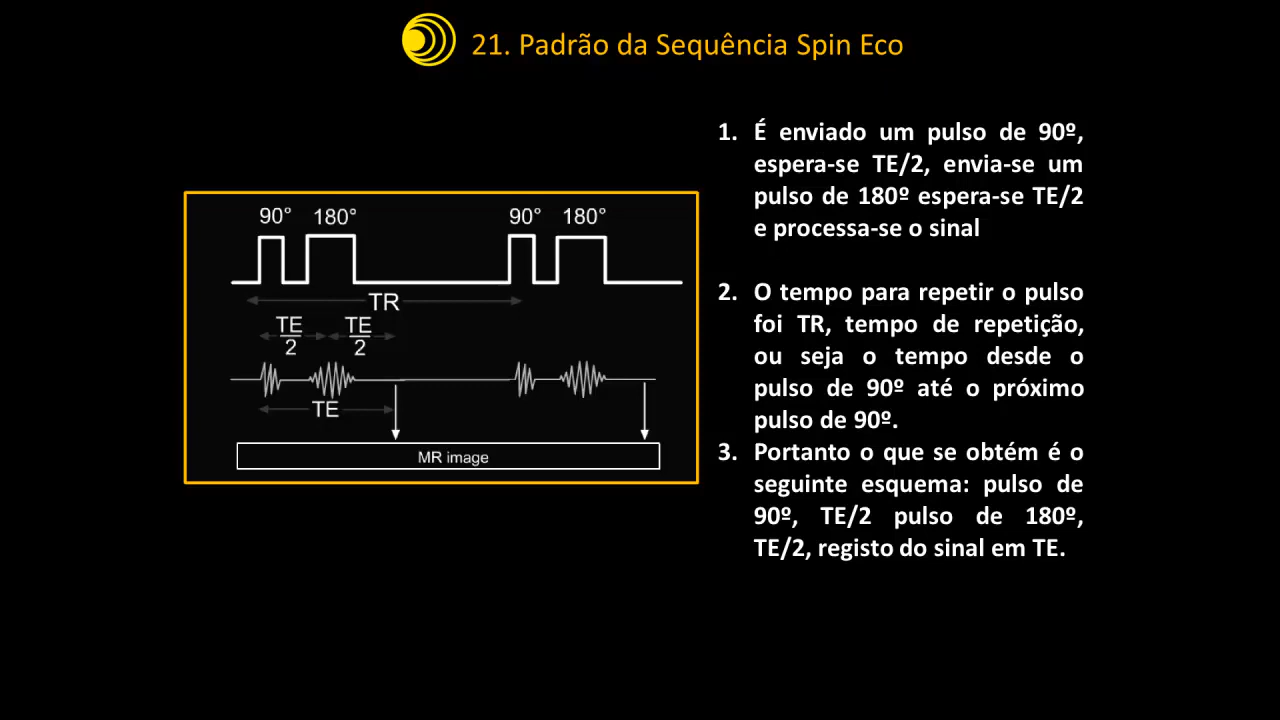 21. Padrão da Sequência Spin Eco
90° 180° 90° 180°
TR
TE/2 TE/2
TE
MR image
1. É enviado um pulso de 90º,
espera-se TE/2, envia-se um
pulso de 180º espera-se TE/2
e processa-se o sinal
2. O tempo para repetir o pulso
foi TR, tempo de repetição,
ou seja o tempo desde o
pulso de 90º até o próximo
pulso de 90º.
3. Portanto o que se obtém é o
seguinte esquema: pulso de
90º, TE/2 pulso de 180º,
TE/2, registo do sinal em TE.